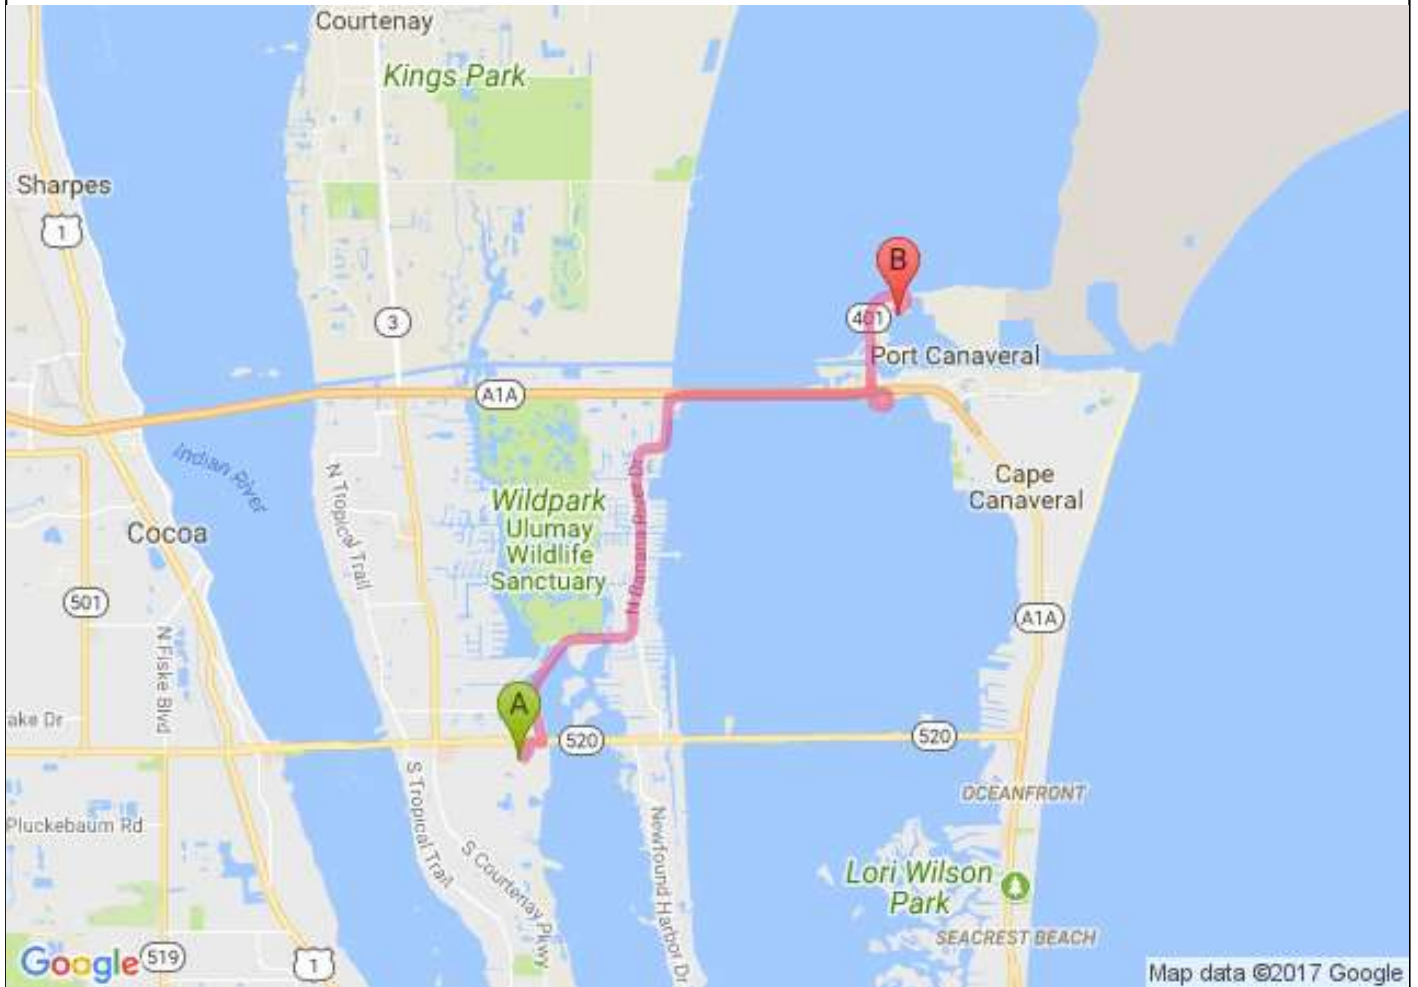 Courtenay
Kings Park
Sharpes
1
3
B
401
Port Canaveral
A1A
Indian River
N Tropical Trail
Wildpark
Ulumay
Wildlife
Sanctuary
N Banana River Dr
Cape
Canaveral
Cocoa
501
N Fiske Blvd
A1A
A
ake Dr
520
520
S Tropical Trail
OCEANFRONT
Pluckebaum Rd
S Courtenay Pkwy
Newfound Harbor Dr
Lori Wilson
Park
SEACREST BEACH
Google
519
1
Map data ©2017 Google